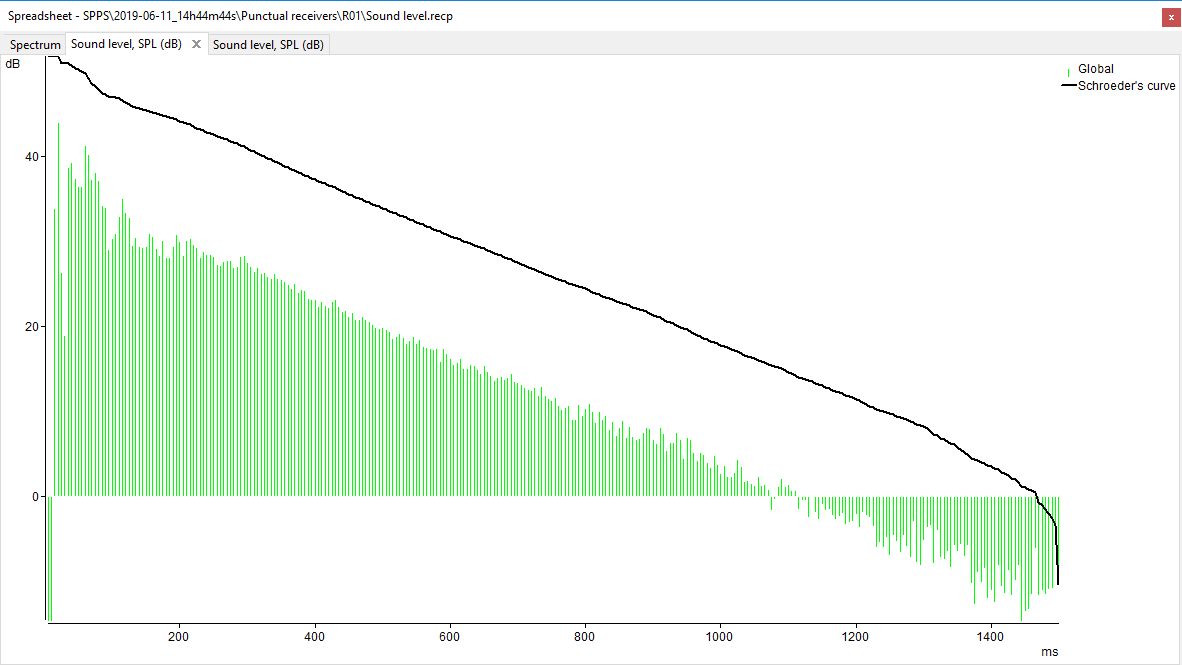 Spreadsheet - SPPS\2019-06-11_14h44m44s\Punctual receivers\R01\Sound level.recp x
Spectrum Sound level, SPL (dB) X Sound level, SPL (dB)
dB
Global
Schroeder's curve
40
20
0
200 400 600 800 1000 1200 1400
ms